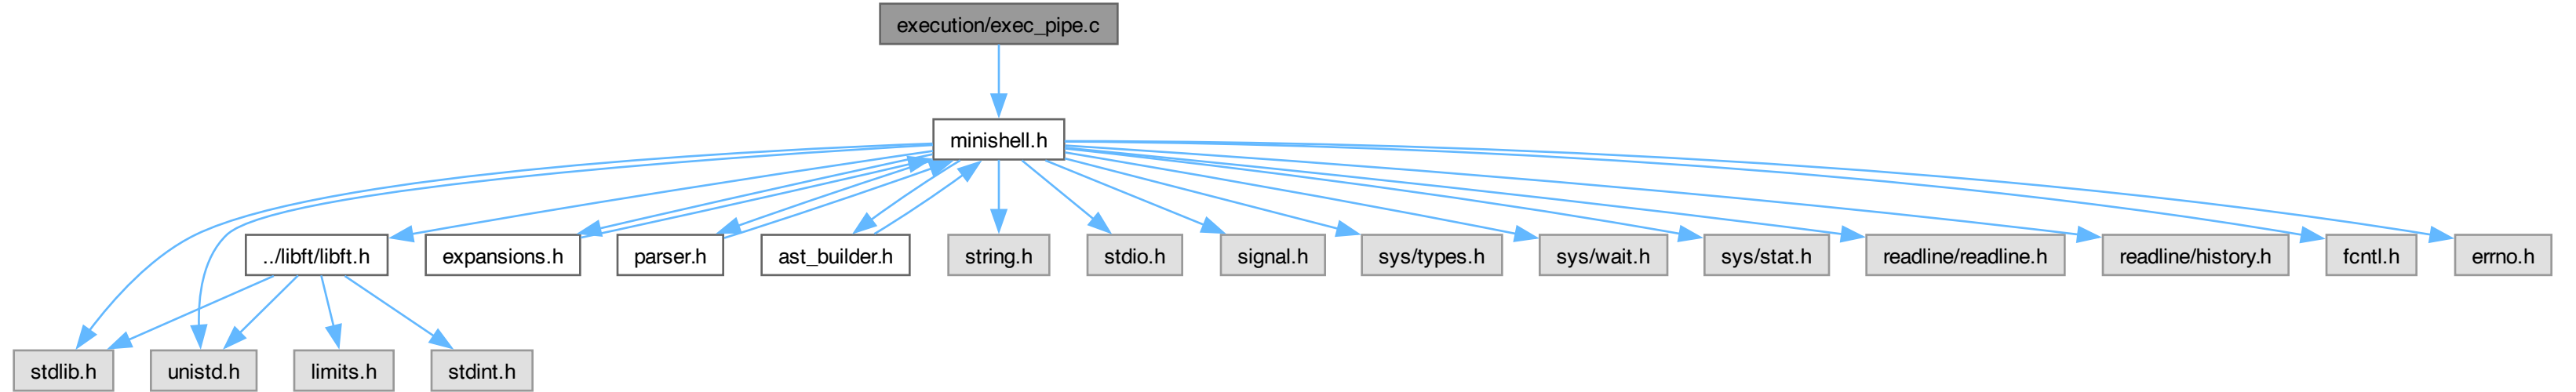 execution/exec_pipe.c
minishell.h
../libft/libft.h
expansions.h
parser.h
ast_builder.h
string.h
stdio.h
signal.h
sys/types.h
sys/wait.h
sys/stat.h
readline/readline.h
readline/history.h
fcntl.h
errno.h
stdlib.h
unistd.h
limits.h
stdint.h